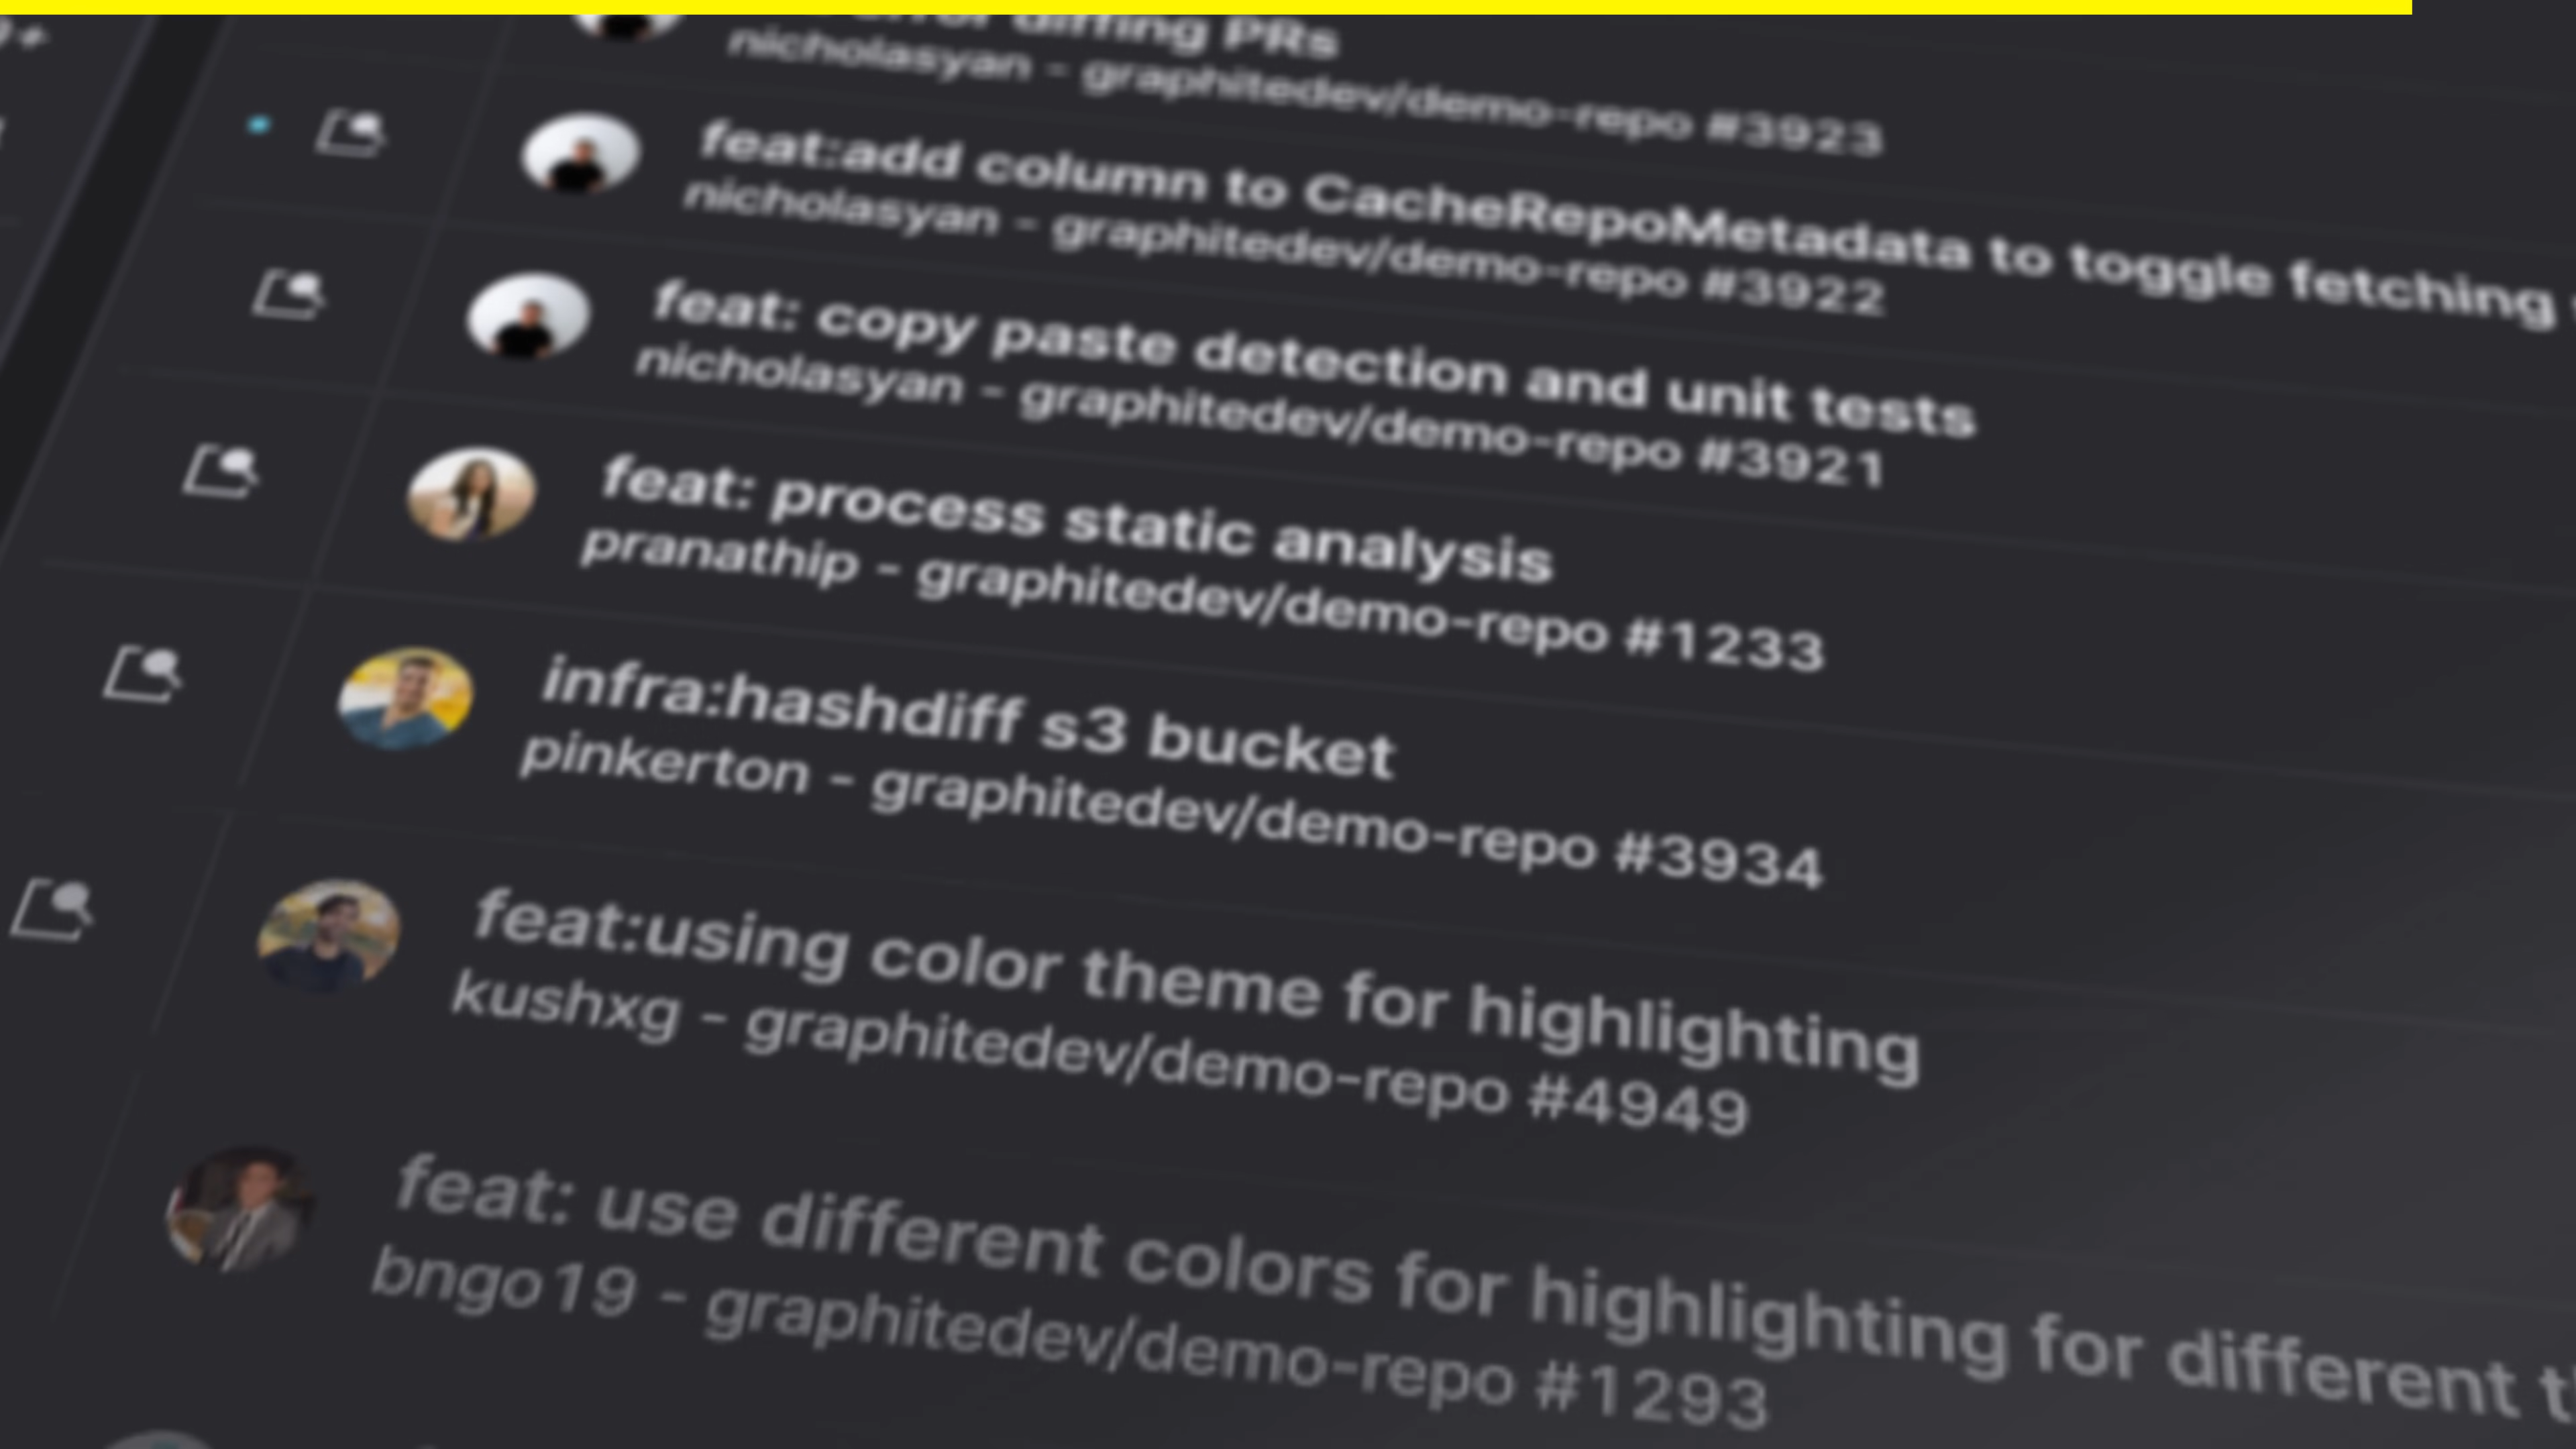 error diffing PRs
nicholasyan - graphitedev/demo-repo #3923
feat:add column to CacheRepoMetadata to toggle fetching
nicholasyan - graphitedev/demo-repo #3922
feat: copy paste detection and unit tests
nicholasyan - graphitedev/demo-repo #3921
feat: process static analysis
pranathip - graphitedev/demo-repo #1233
infra:hashdiff s3 bucket
pinkerton - graphitedev/demo-repo #3934
feat:using color theme for highlighting
kushxg - graphitedev/demo-repo #4949
feat: use different colors for highlighting for different
bngo19 - graphitedev/demo-repo #1293